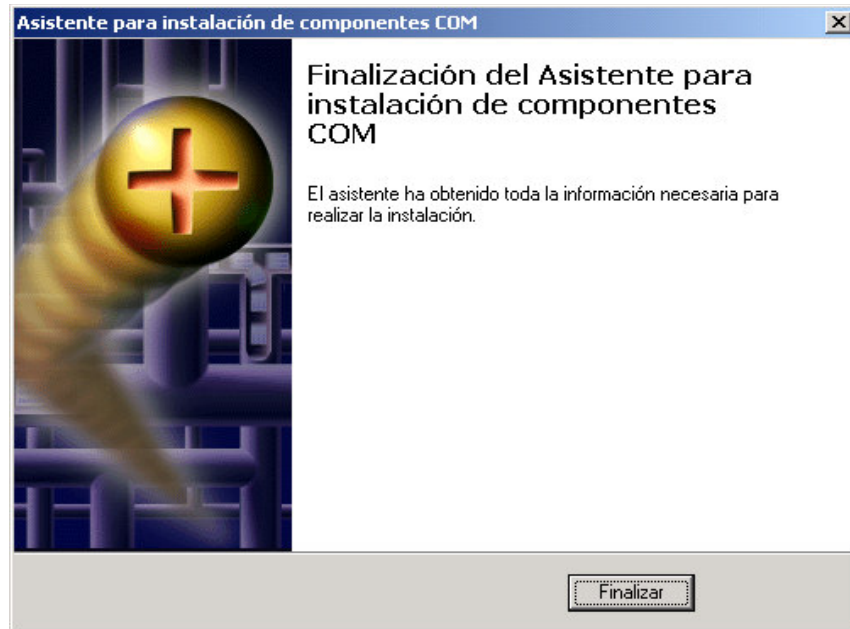 Asistente para instalación de componentes COM
Finalización del Asistente para
instalación de componentes
COM
El asistente ha obtenido toda la información necesaria para
realizar la instalación.
Finalizar